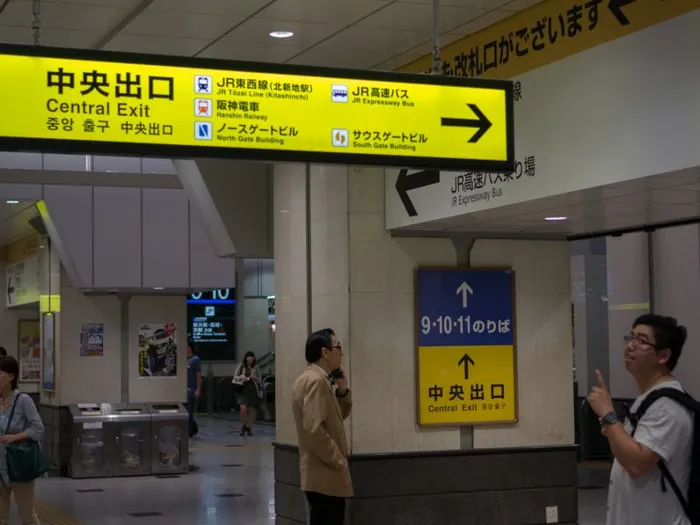 中央出口
Central Exit
중앙 출구 中央出口
JR東西線(北新地駅)
JR Tōzai Line (Kitashinchi)
阪神電車
Hanshin Railway
ノースゲートビル
North Gate Building
JR高速バス
JR Expressway Bus
サウスゲートビル
South Gate Building
改札口がございます
線
JR高速バス乗り場
JR Expressway Bus
9・10・11のりば
中央出口
Central Exit 중앙 출구